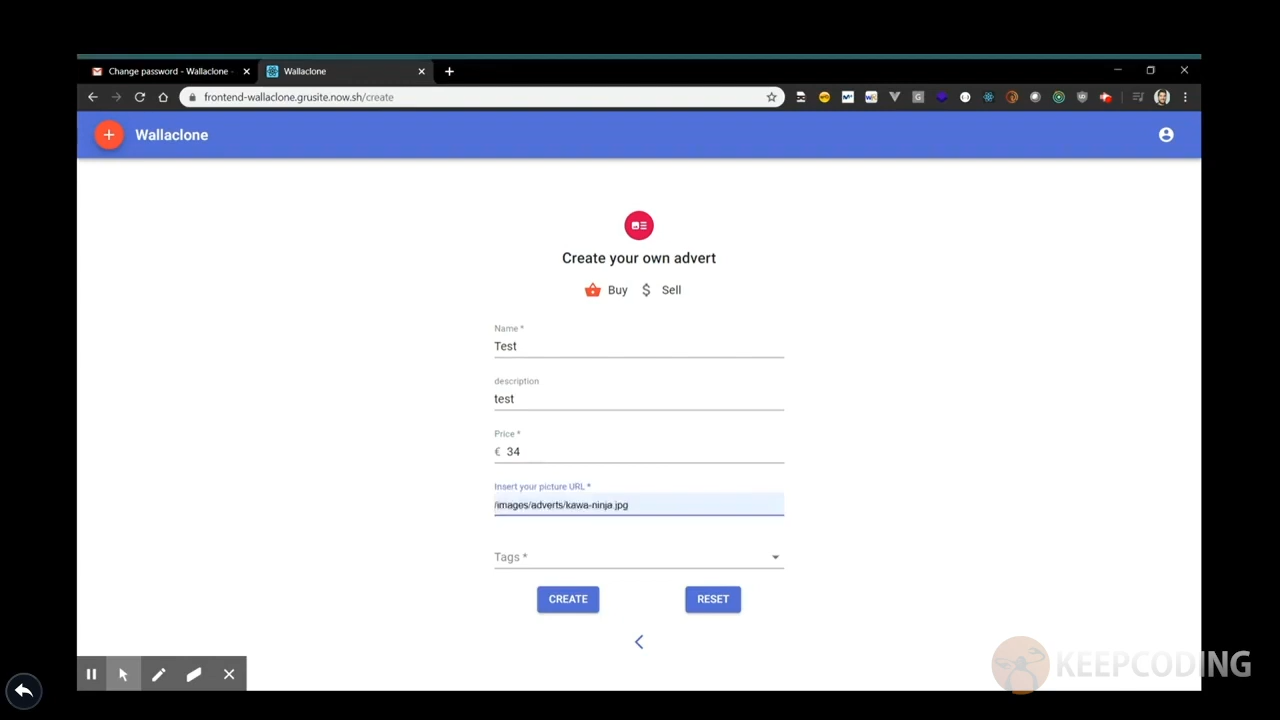 Change password - Wallaclone -
Wallaclone
frontend-wallaclone.grusite.now.sh/create
Wallaclone
Create your own advert
Buy $ Sell
Name *
Test
description
test
Price *
€ 34
Insert your picture URL *
/images/adverts/kawa-ninja.jpg
Tags *
CREATE RESET
KEEPCODING